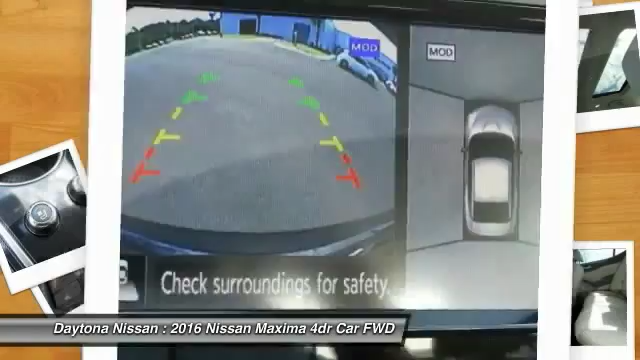 MOD
MOD
Check surroundings for safety.
Daytona Nissan : 2016 Nissan Maxima 4dr Car FWD